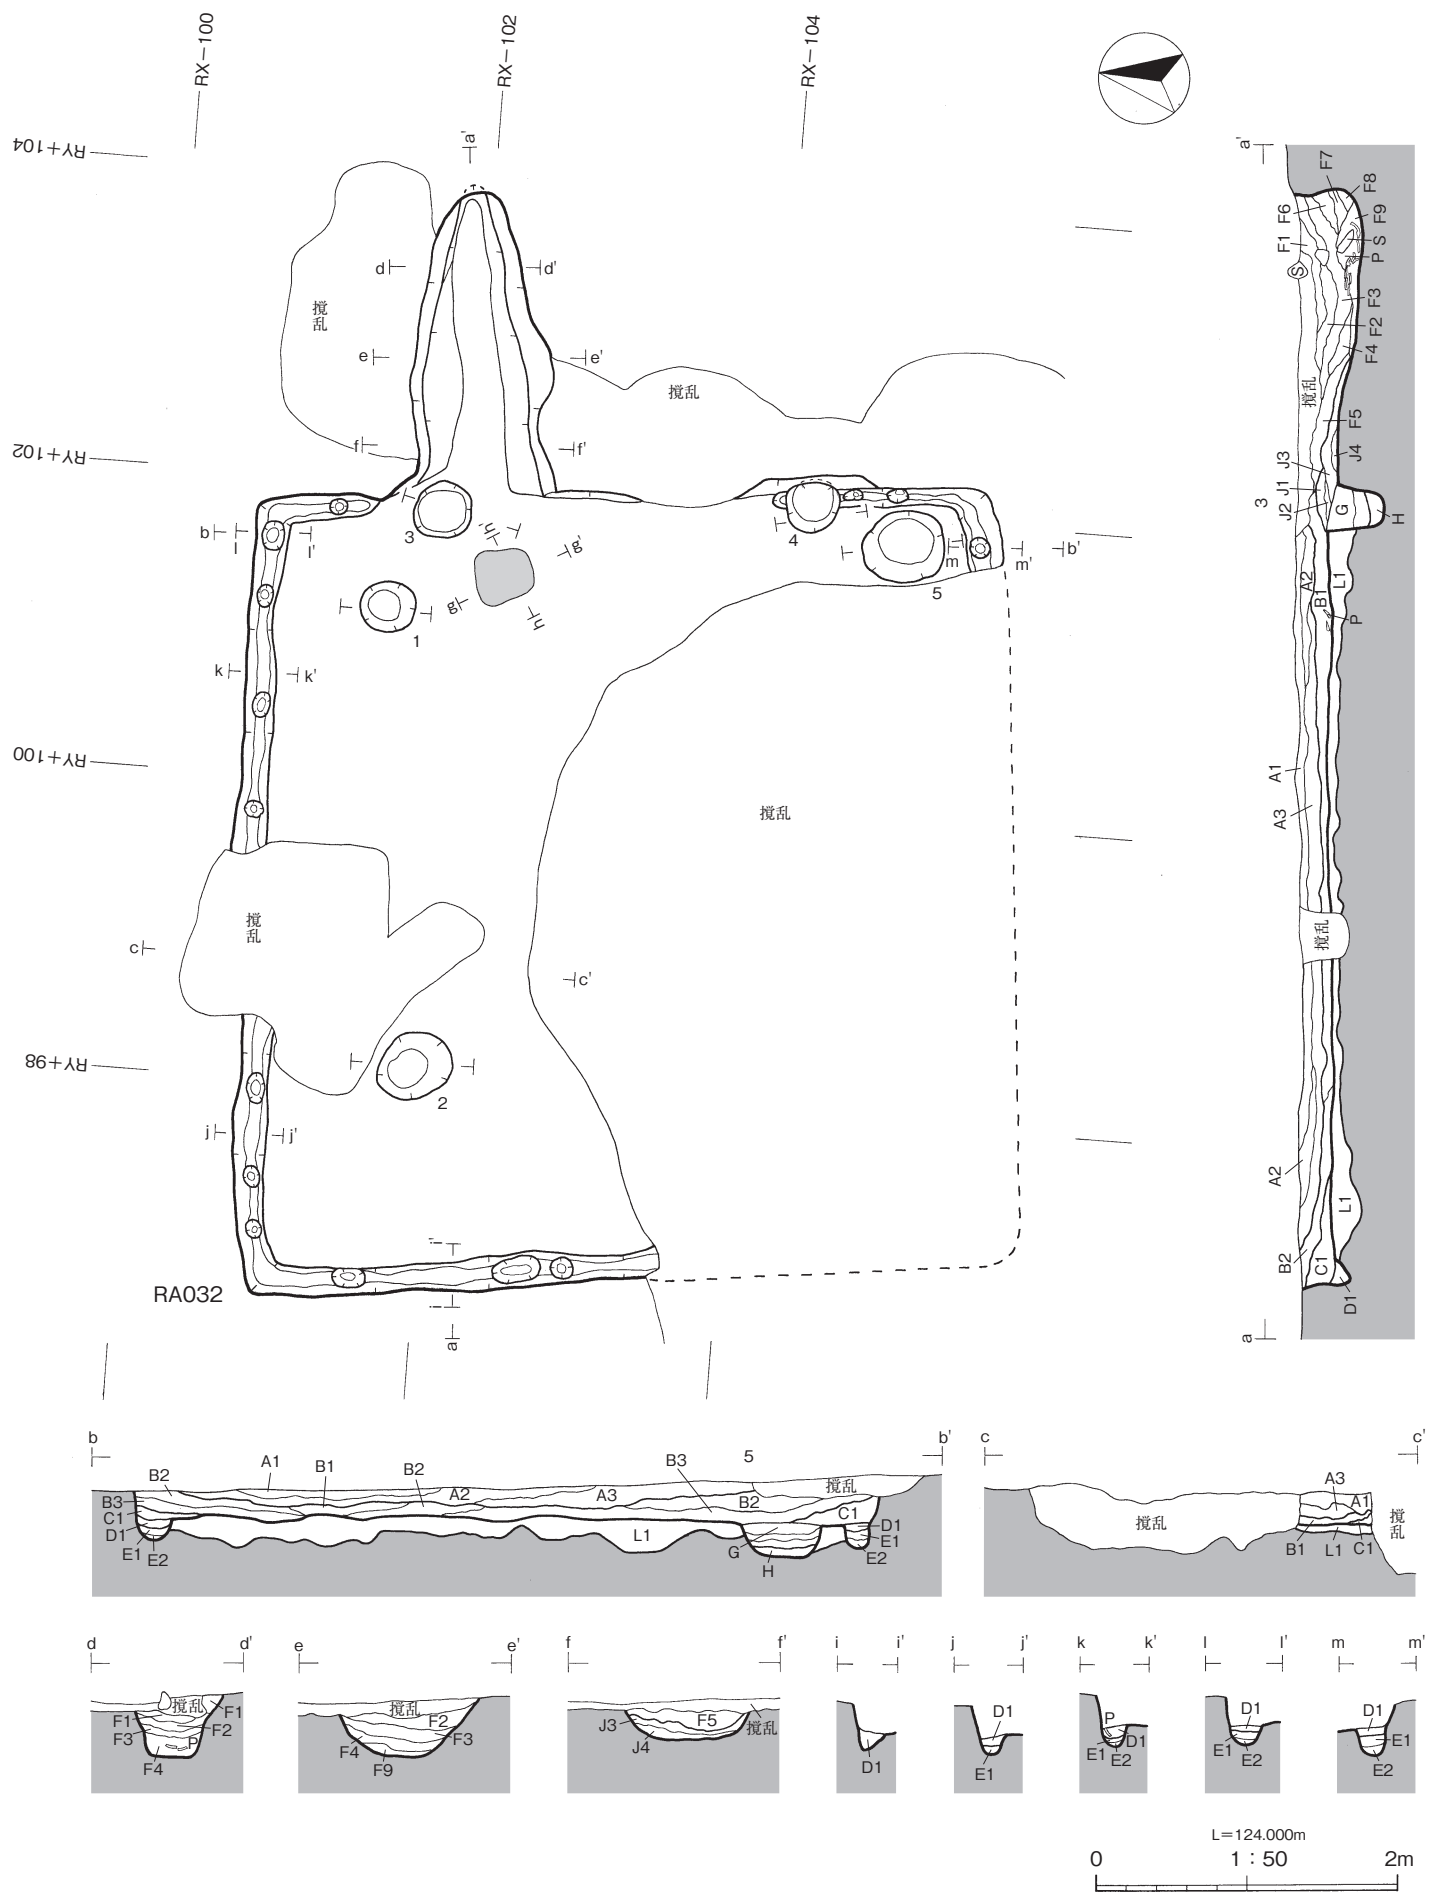 RX−100
RX−102
RX−104
RY+104
a'
a'
F7
F8
F6
F9
F1
S
S
P
d
d'
撹乱
F3
F2
F4
e
e'
撹乱
撹乱
F5
f
f'
J4
J3
J1
J2
3
G
H
RY+102
b
l
l'
3
h'
g'
4
m
m'
b'
5
g
h
1
A2
B1
L1
P
k
k'
RY+100
A1
A3
撹乱
撹乱
撹乱
c
c'
RY+98
2
j
j'
A2
L1
i'
i
B2
C1
D1
RA032
a
a
b
b'
5
B2
A1
B1
B2
B3
A2
A3
B2
撹乱
B3
C1
D1
E1
E2
L1
G
H
C1
D1
E1
E2
c
c'
撹乱
A3
A1
撹乱
B1
L1
C1
d
d'
撹乱
F1
F1
F2
F3
P
F4
e
e'
撹乱
F2
F3
F4
F9
f
f'
J3
F5
J4
撹乱
i
i'
D1
j
j'
D1
E1
k
k'
P
D1
E1
E2
l
l'
D1
E1
E2
m
m'
D1
E1
E2
L=124.000m
0
1：50
2m